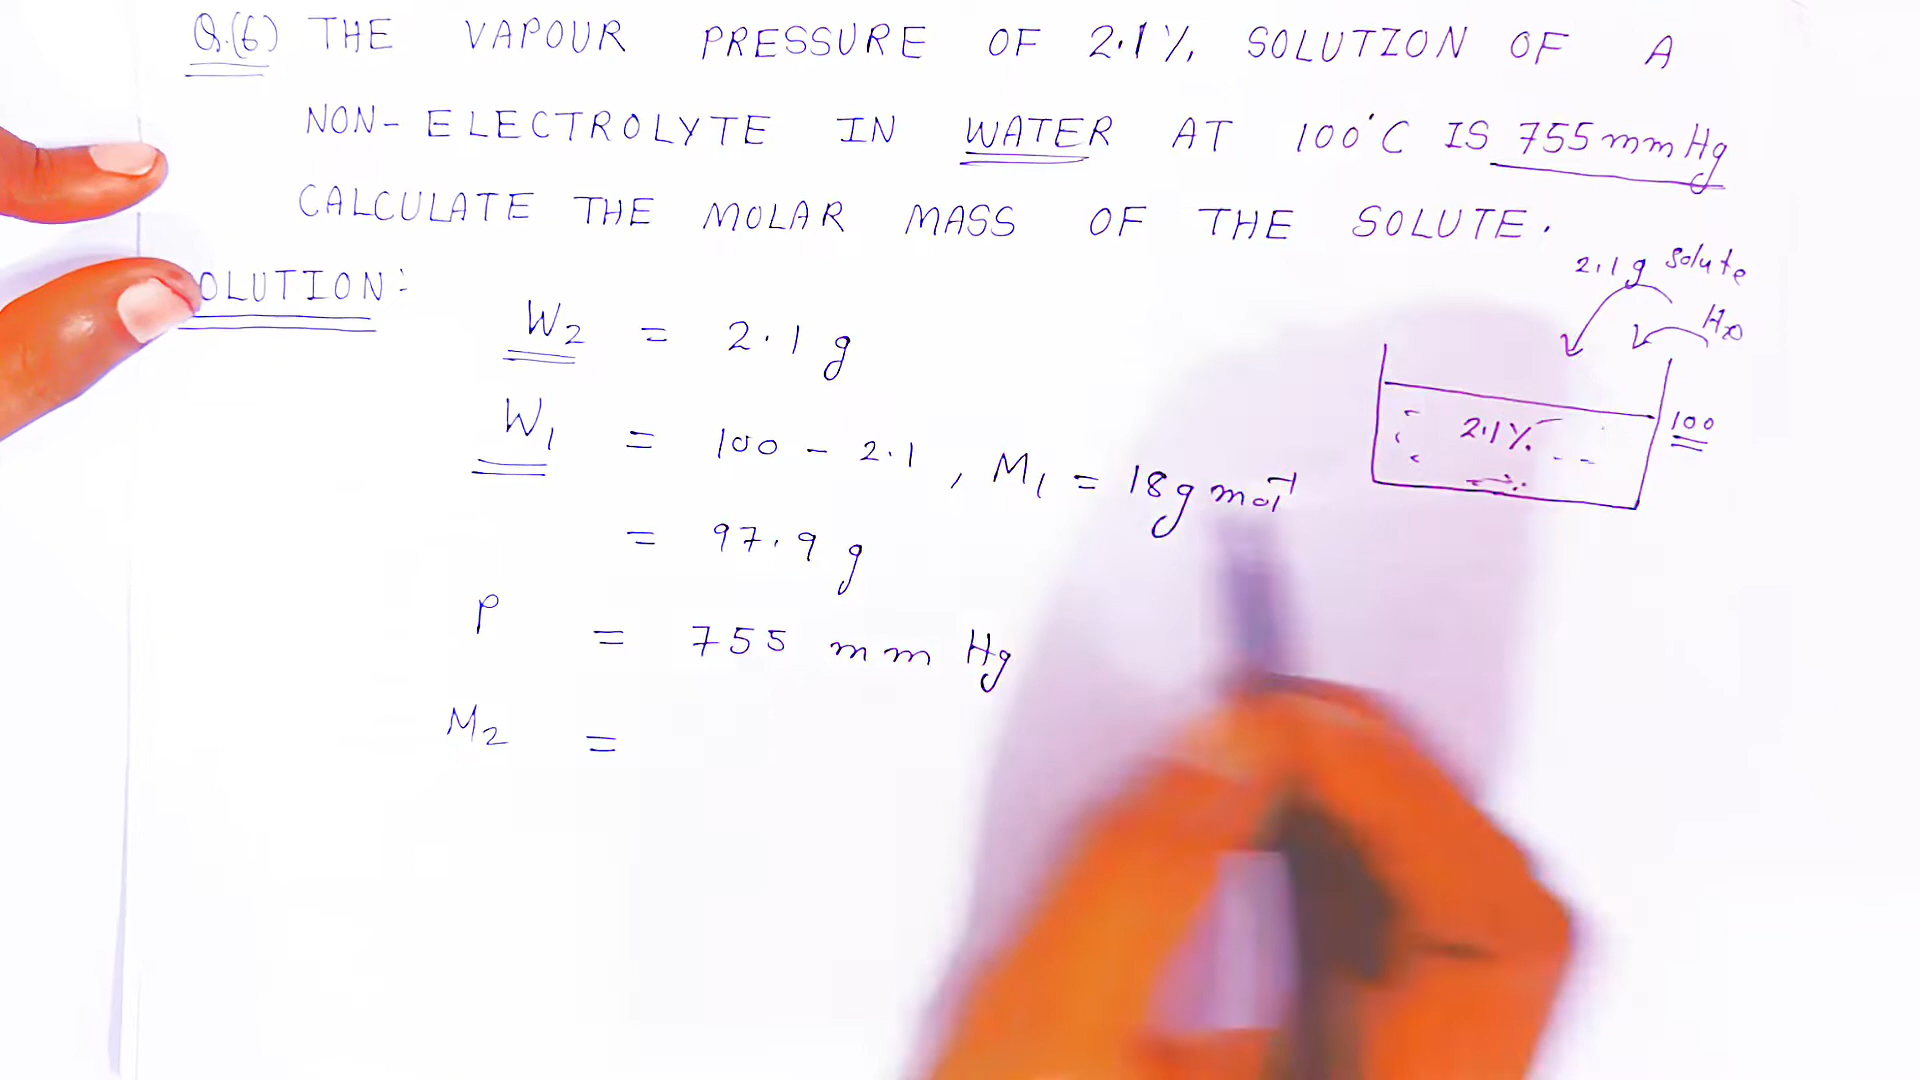 Q.(6) THE VAPOUR PRESSURE OF 2.1% SOLUTION OF A
NON-ELECTROLYTE IN WATER AT 100°C IS 755 mm Hg
CALCULATE THE MOLAR MASS OF THE SOLUTE.
OLUTION:
2.1 g solute
H2O
W2 = 2.1 g
W1 = 100 - 2.1 , M1 = 18 g mol-1
2.1%
100
= 97.9 g
P = 755 mm Hg
M2 =